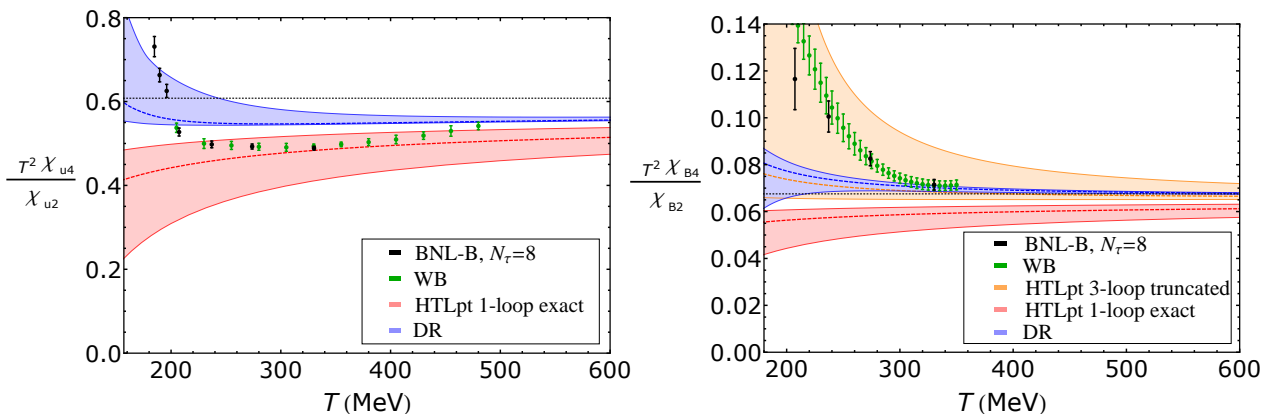 0.8
0.6
0.4
0.2
0.0
T² χu4
χu2
200 300 400 500 600
T (MeV)
BNL-B, Nτ=8
WB
HTLpt 1-loop exact
DR
0.14
0.12
0.10
0.08
0.06
0.04
0.02
0.00
T² χB4
χB2
200 300 400 500 600
T (MeV)
BNL-B, Nτ=8
WB
HTLpt 3-loop truncated
HTLpt 1-loop exact
DR